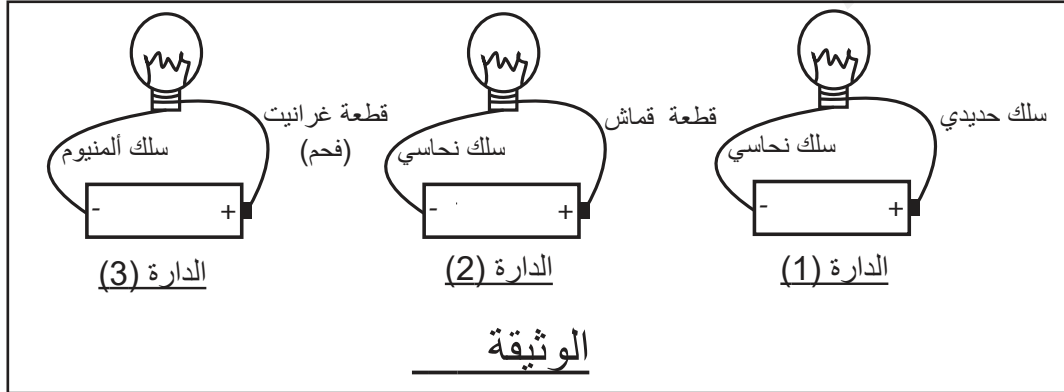 سلك حديدي
سلك نحاسي
- +
الدارة (1)
قطعة قماش
سلك نحاسي
- +
الدارة (2)
قطعة غرانيت
(فحم)
سلك ألمنيوم
- +
الدارة (3)
الوثيقة